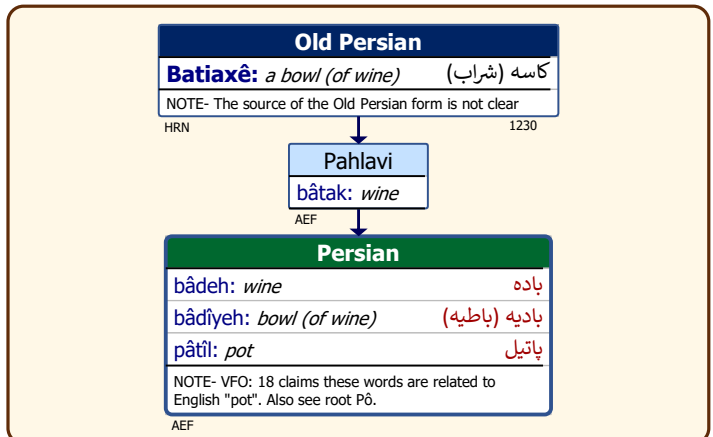 Old Persian
Batiaxê: a bowl (of wine) کاسه (شراب)
NOTE- The source of the Old Persian form is not clear
HRN 1230
Pahlavi
bâtak: wine
AEF
Persian
bâdeh: wine باده
bâdîyeh: bowl (of wine) بادیه (باطیه)
pâtîl: pot پاتیل
NOTE- VFO: 18 claims these words are related to
English "pot". Also see root Pô.
AEF